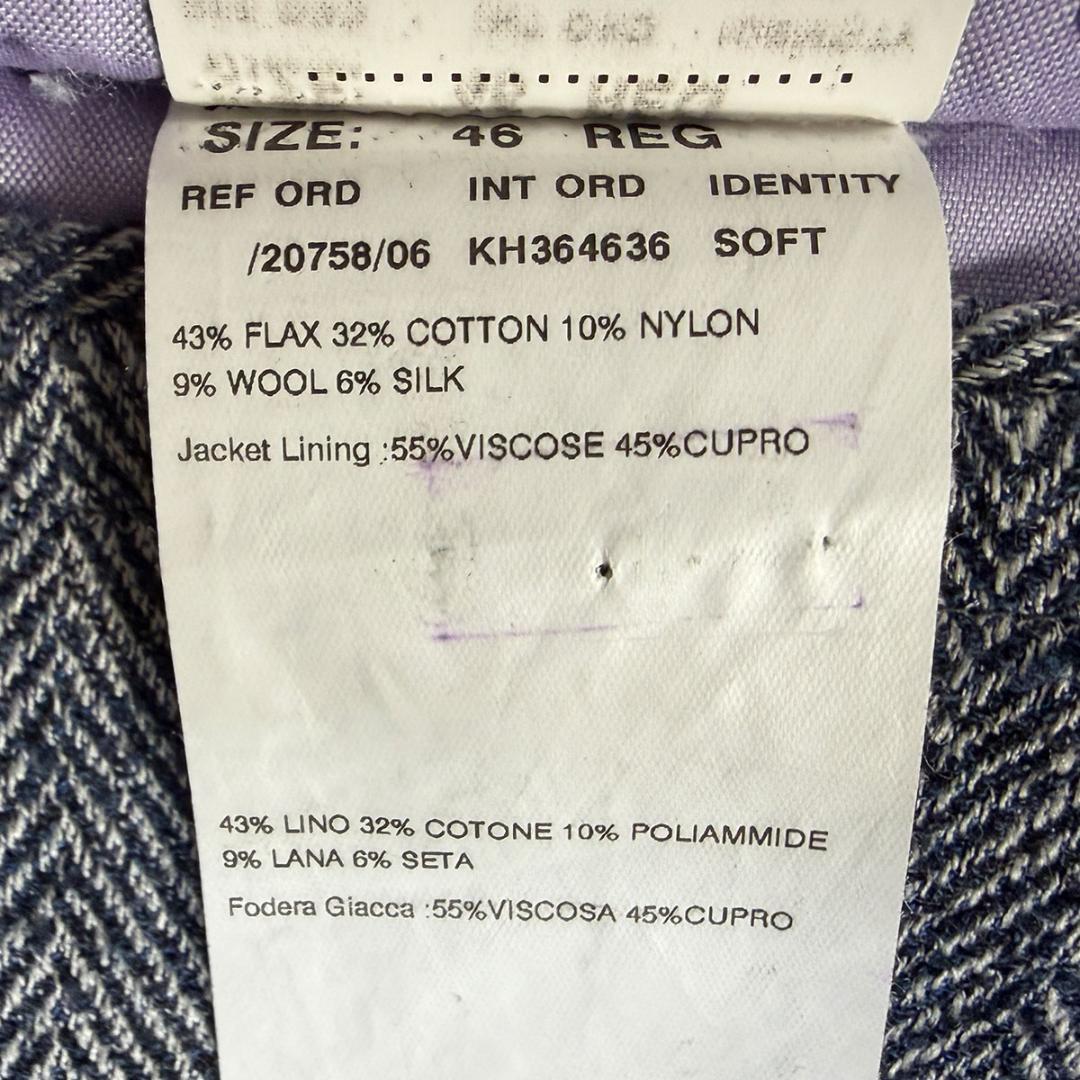 SIZE: 46 REG
REF ORD INT ORD IDENTITY
/20758/06 KH364636 SOFT
43% FLAX 32% COTTON 10% NYLON
9% WOOL 6% SILK
Jacket Lining :55%VISCOSE 45%CUPRO
43% LINO 32% COTONE 10% POLIAMMIDE
9% LANA 6% SETA
Fodera Giacca :55%VISCOSA 45%CUPRO